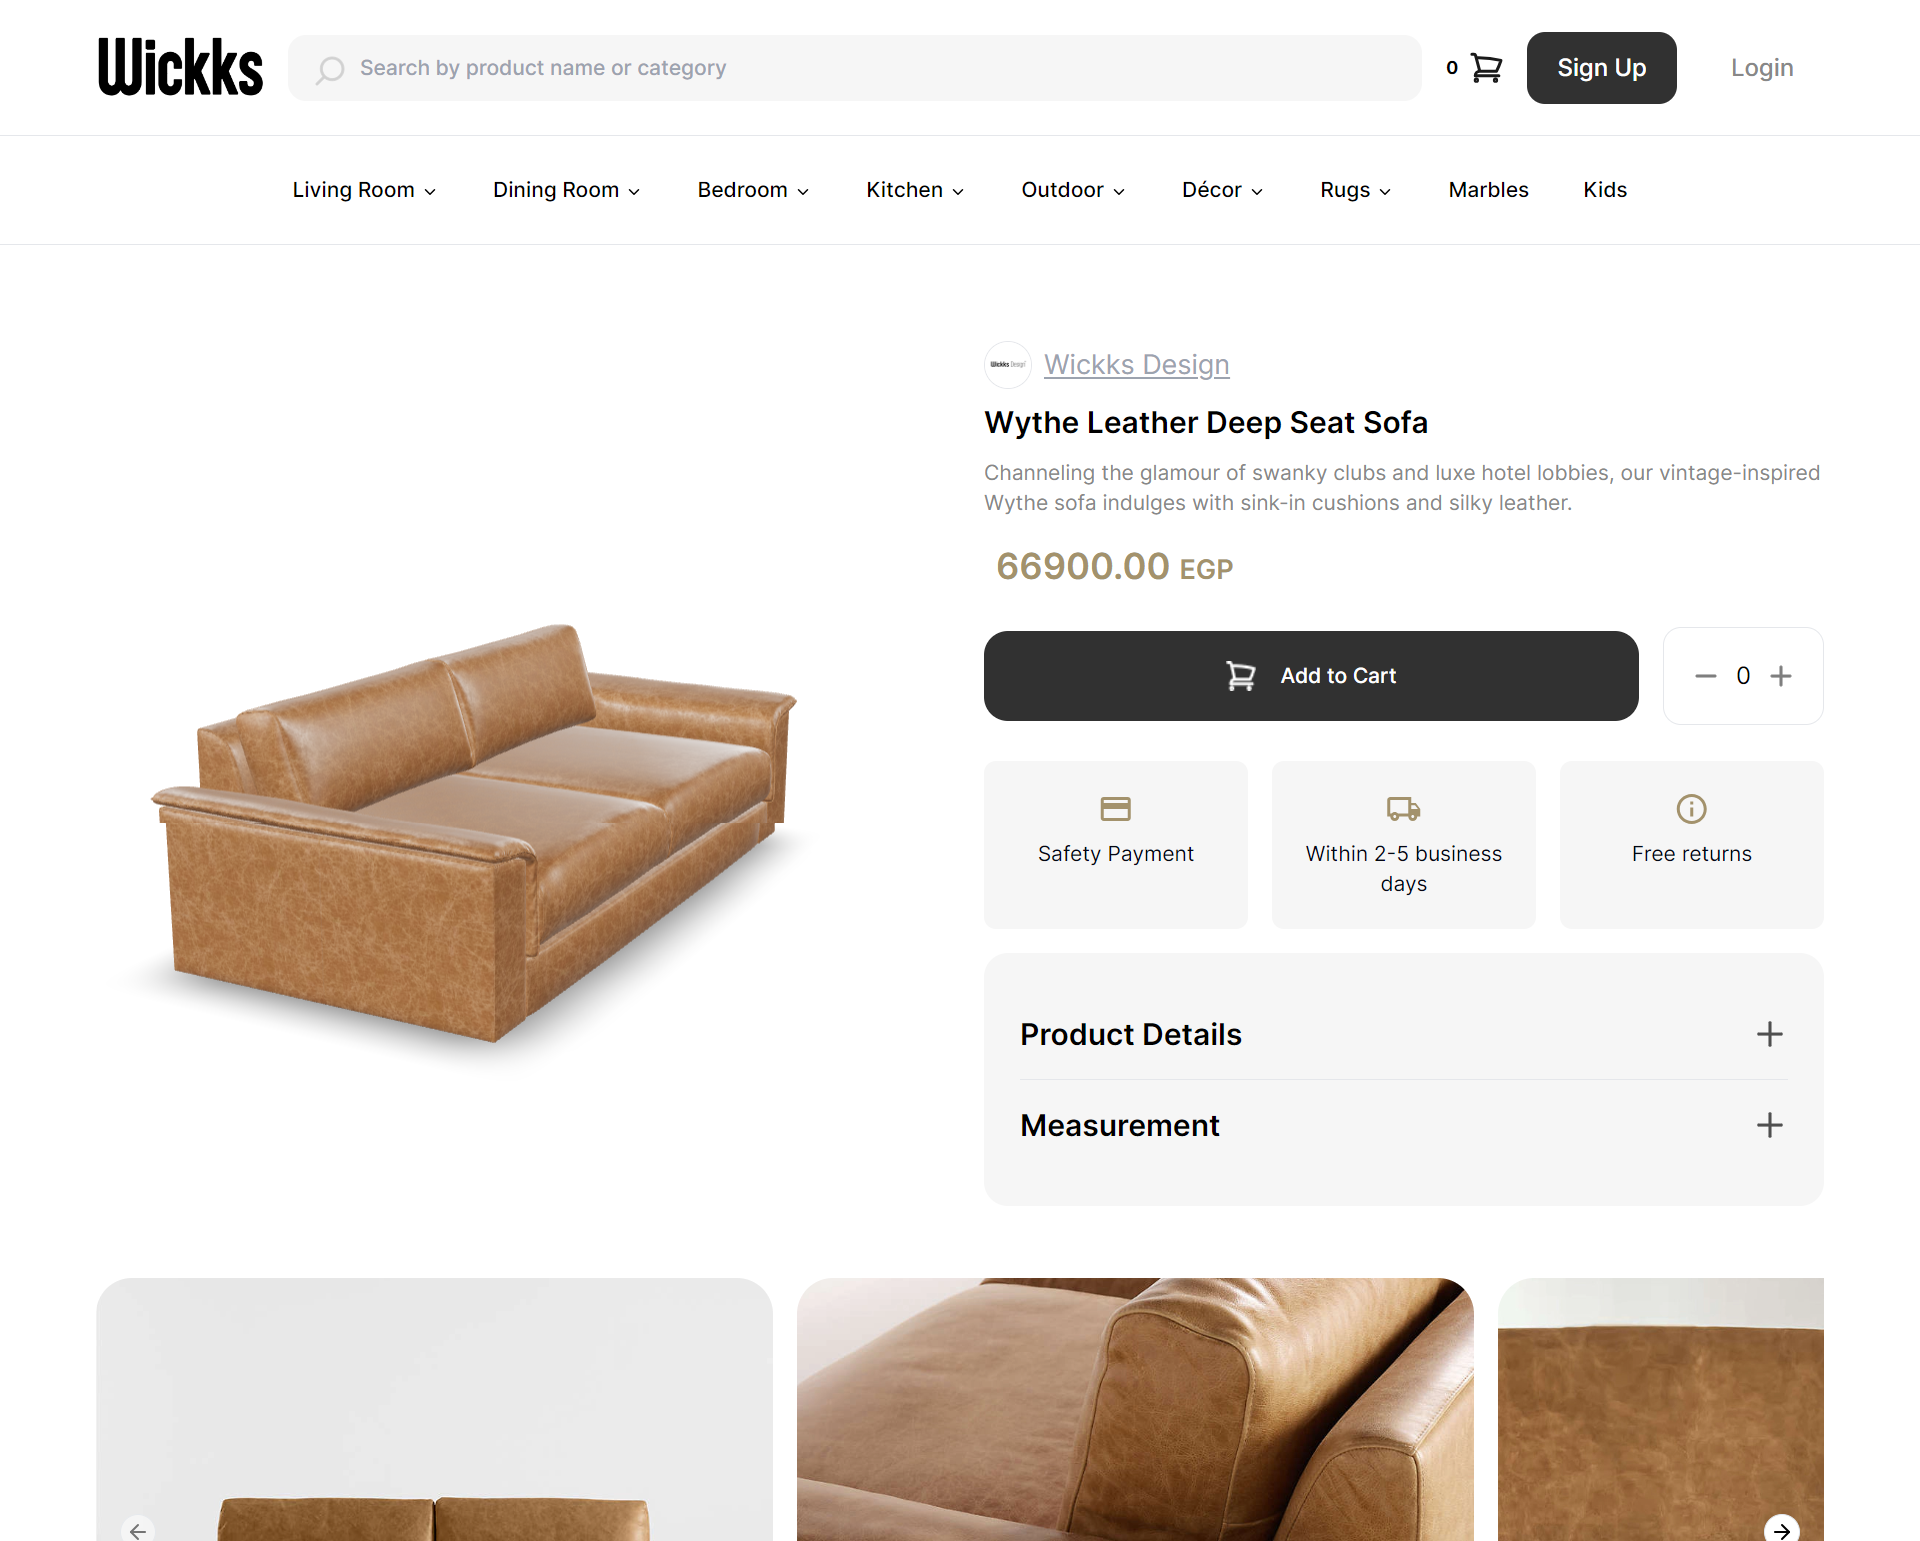 Wickks
Search by product name or category
0
Sign Up
Login
Living Room
Dining Room
Bedroom
Kitchen
Outdoor
Décor
Rugs
Marbles
Kids
Wickks Design
Wickks Design
Wythe Leather Deep Seat Sofa
Channeling the glamour of swanky clubs and luxe hotel lobbies, our vintage-inspired
Wythe sofa indulges with sink-in cushions and silky leather.
66900.00 EGP
Add to Cart
0
Safety Payment
Within 2-5 business
days
Free returns
Product Details
Measurement